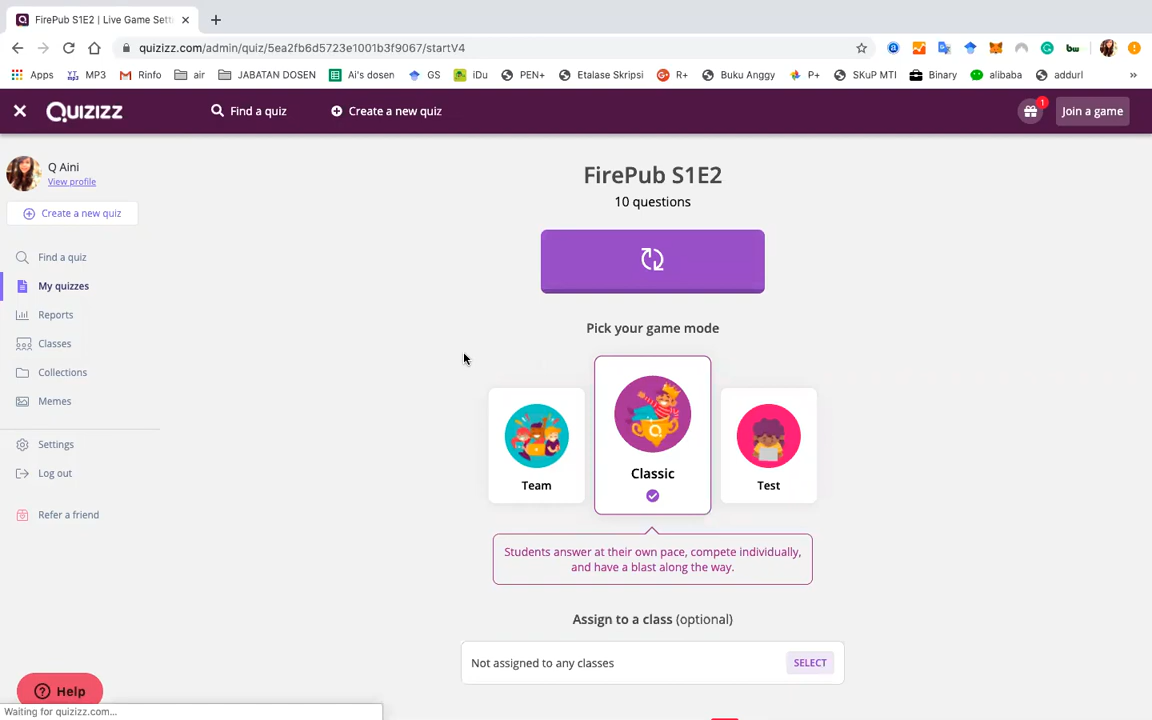 FirePub S1E2 | Live Game Sett
quizizz.com/admin/quiz/5ea2fb6d5723e1001b3f9067/startV4
Apps MP3 Rinfo air JABATAN DOSEN Ai's dosen GS iDu PEN+ Etalase Skripsi R+ Buku Anggy P+ SKuP MTI Binary alibaba addurl »
Quizizz Find a quiz Create a new quiz 1 Join a game
Q Aini
View profile
Create a new quiz
Find a quiz
My quizzes
Reports
Classes
Collections
Memes
Settings
Log out
Refer a friend
Help
Waiting for quizizz.com...
FirePub S1E2
10 questions
Pick your game mode
Team
Classic
Test
Students answer at their own pace, compete individually,
and have a blast along the way.
Assign to a class (optional)
Not assigned to any classes SELECT